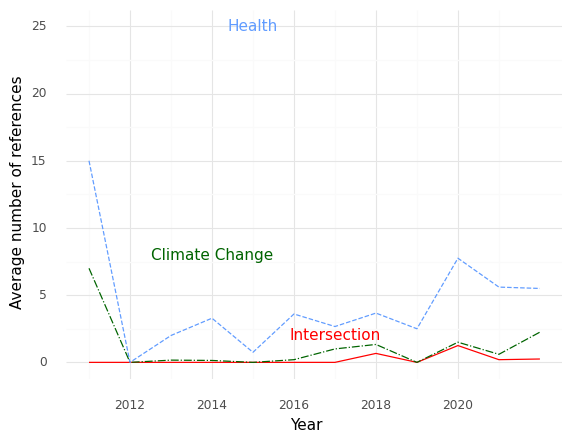 Health
Climate Change
Intersection
Average number of references
25
20
15
10
5
0
2012 2014 2016 2018 2020
Year